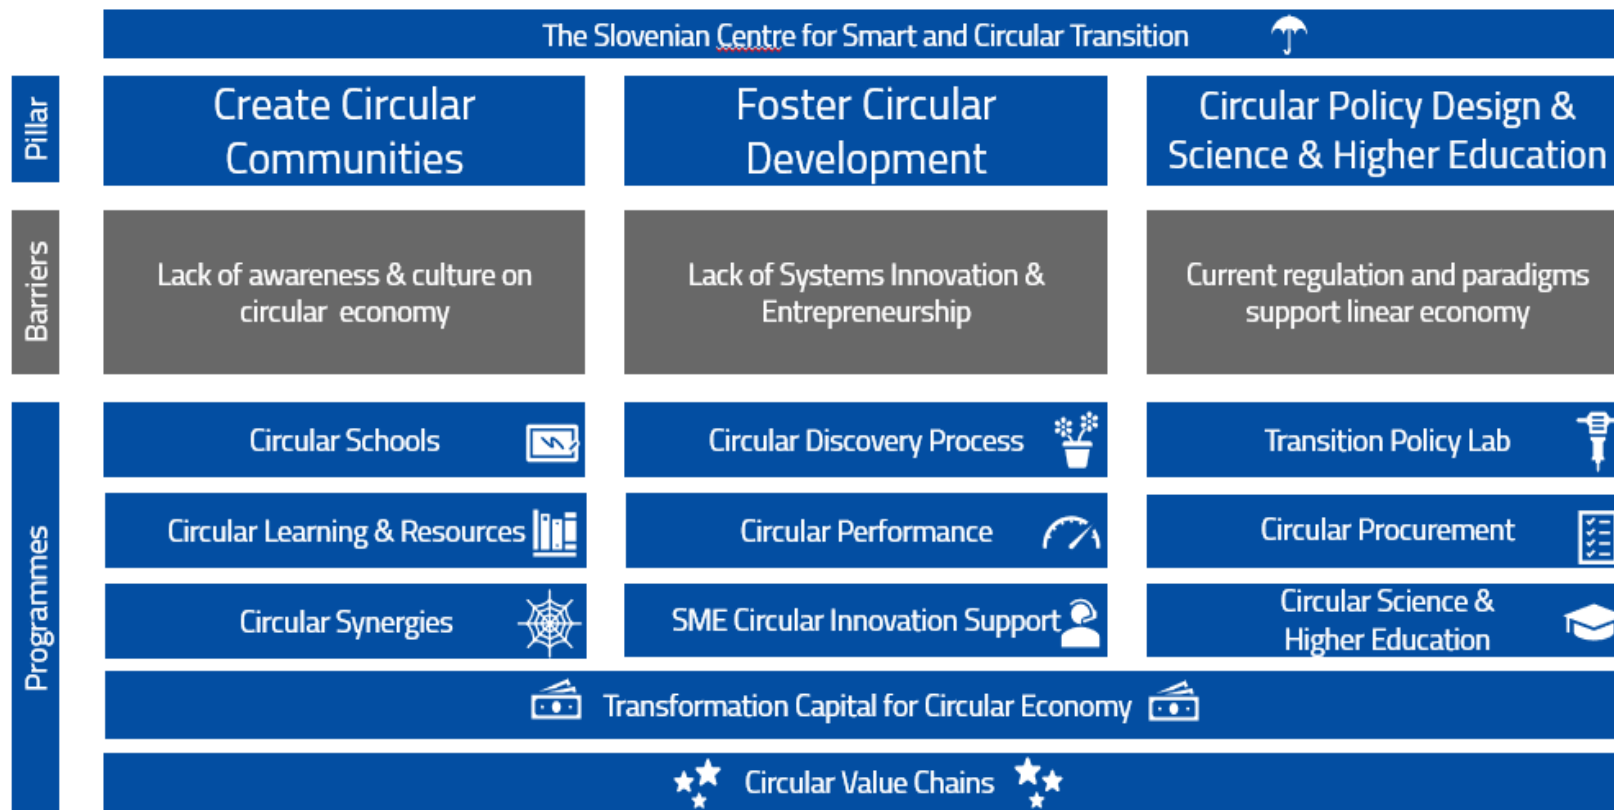 The Slovenian Centre for Smart and Circular Transition
Pillar
Create Circular
Communities
Foster Circular
Development
Circular Policy Design &
Science & Higher Education
Barriers
Lack of awareness & culture on
circular economy
Lack of Systems Innovation &
Entrepreneurship
Current regulation and paradigms
support linear economy
Programmes
Circular Schools
Circular Discovery Process
Transition Policy Lab
Circular Learning & Resources
Circular Performance
Circular Procurement
Circular Synergies
SME Circular Innovation Support
Circular Science &
Higher Education
Transformation Capital for Circular Economy
Circular Value Chains